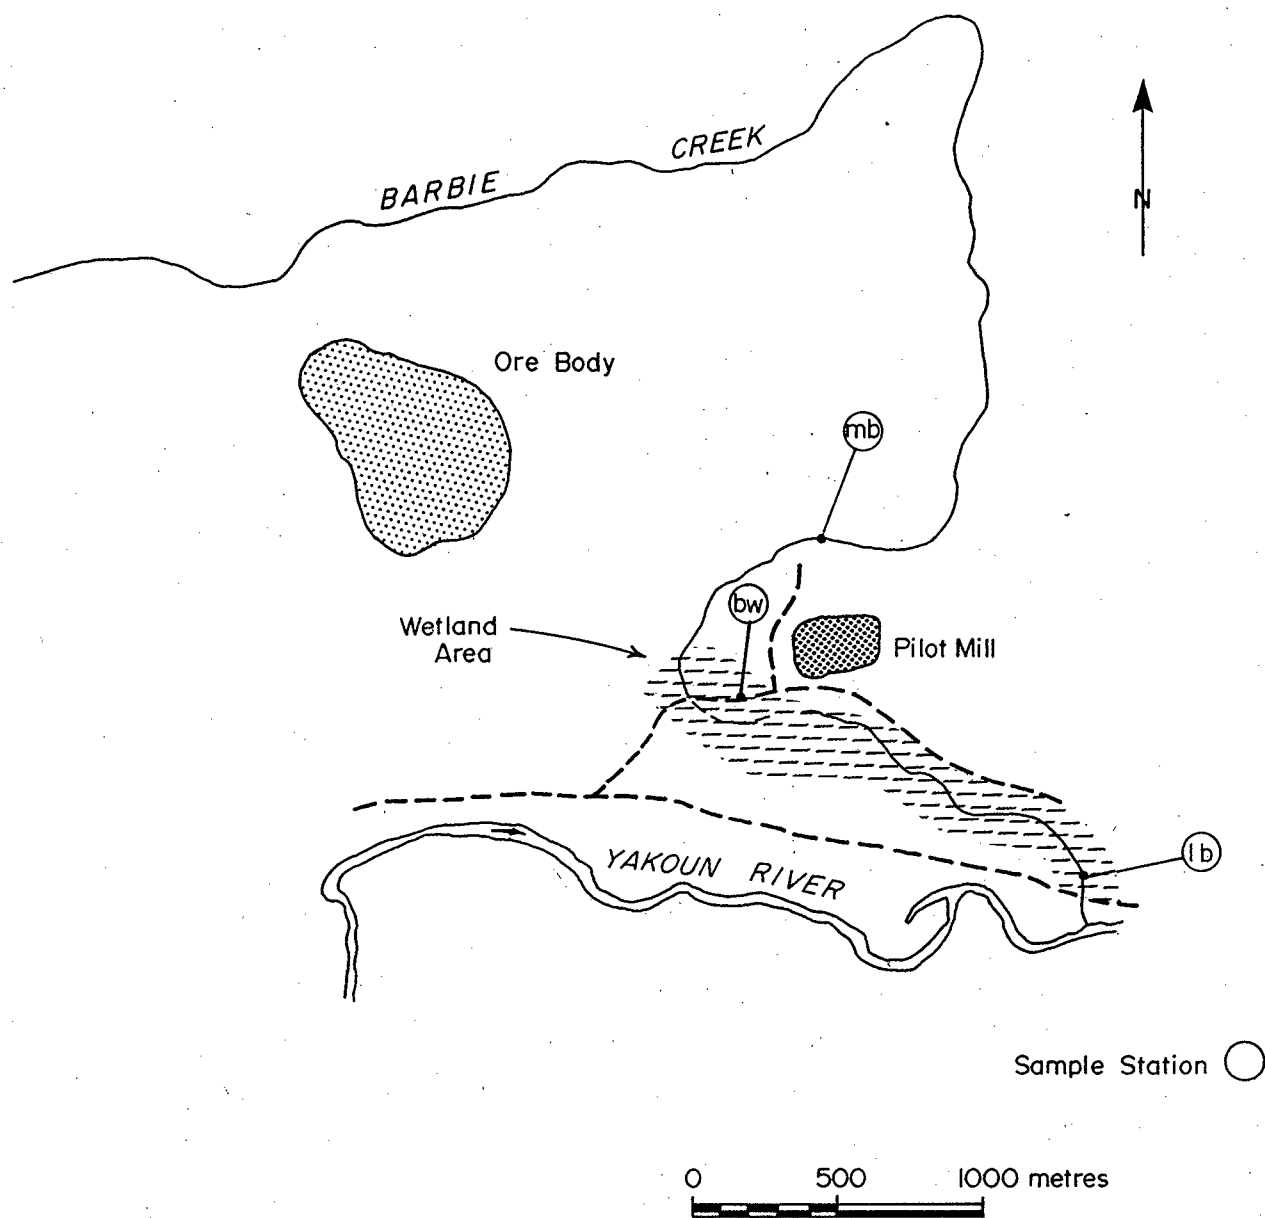 BARBIE CREEK
N
Ore Body
mb
bw
Wetland
Area
Pilot Mill
YAKOUN RIVER
lb
Sample Station
0 500 1000 metres